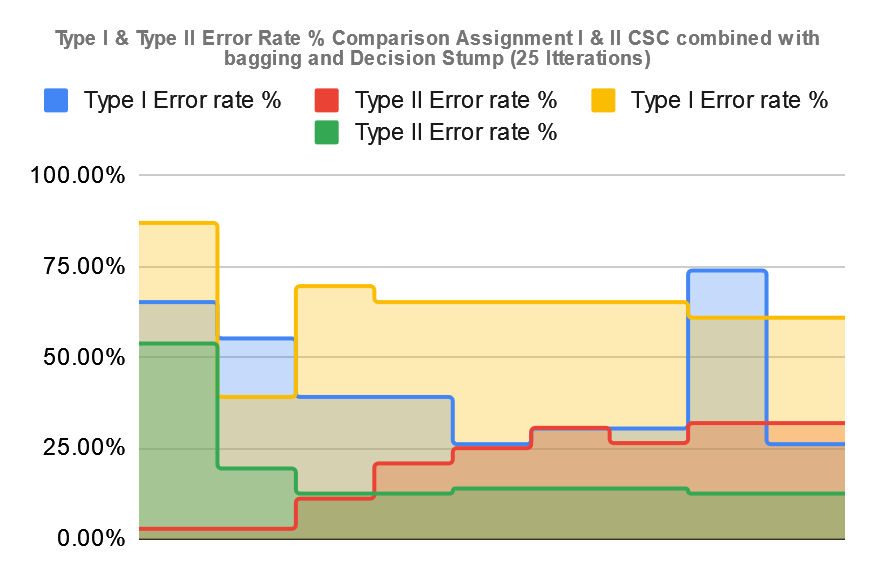 Type I & Type II Error Rate % Comparison Assignment I & II CSC combined with
bagging and Decision Stump (25 Itterations)
Type I Error rate %
Type II Error rate %
Type I Error rate %
Type II Error rate %
100.00%
75.00%
50.00%
25.00%
0.00%